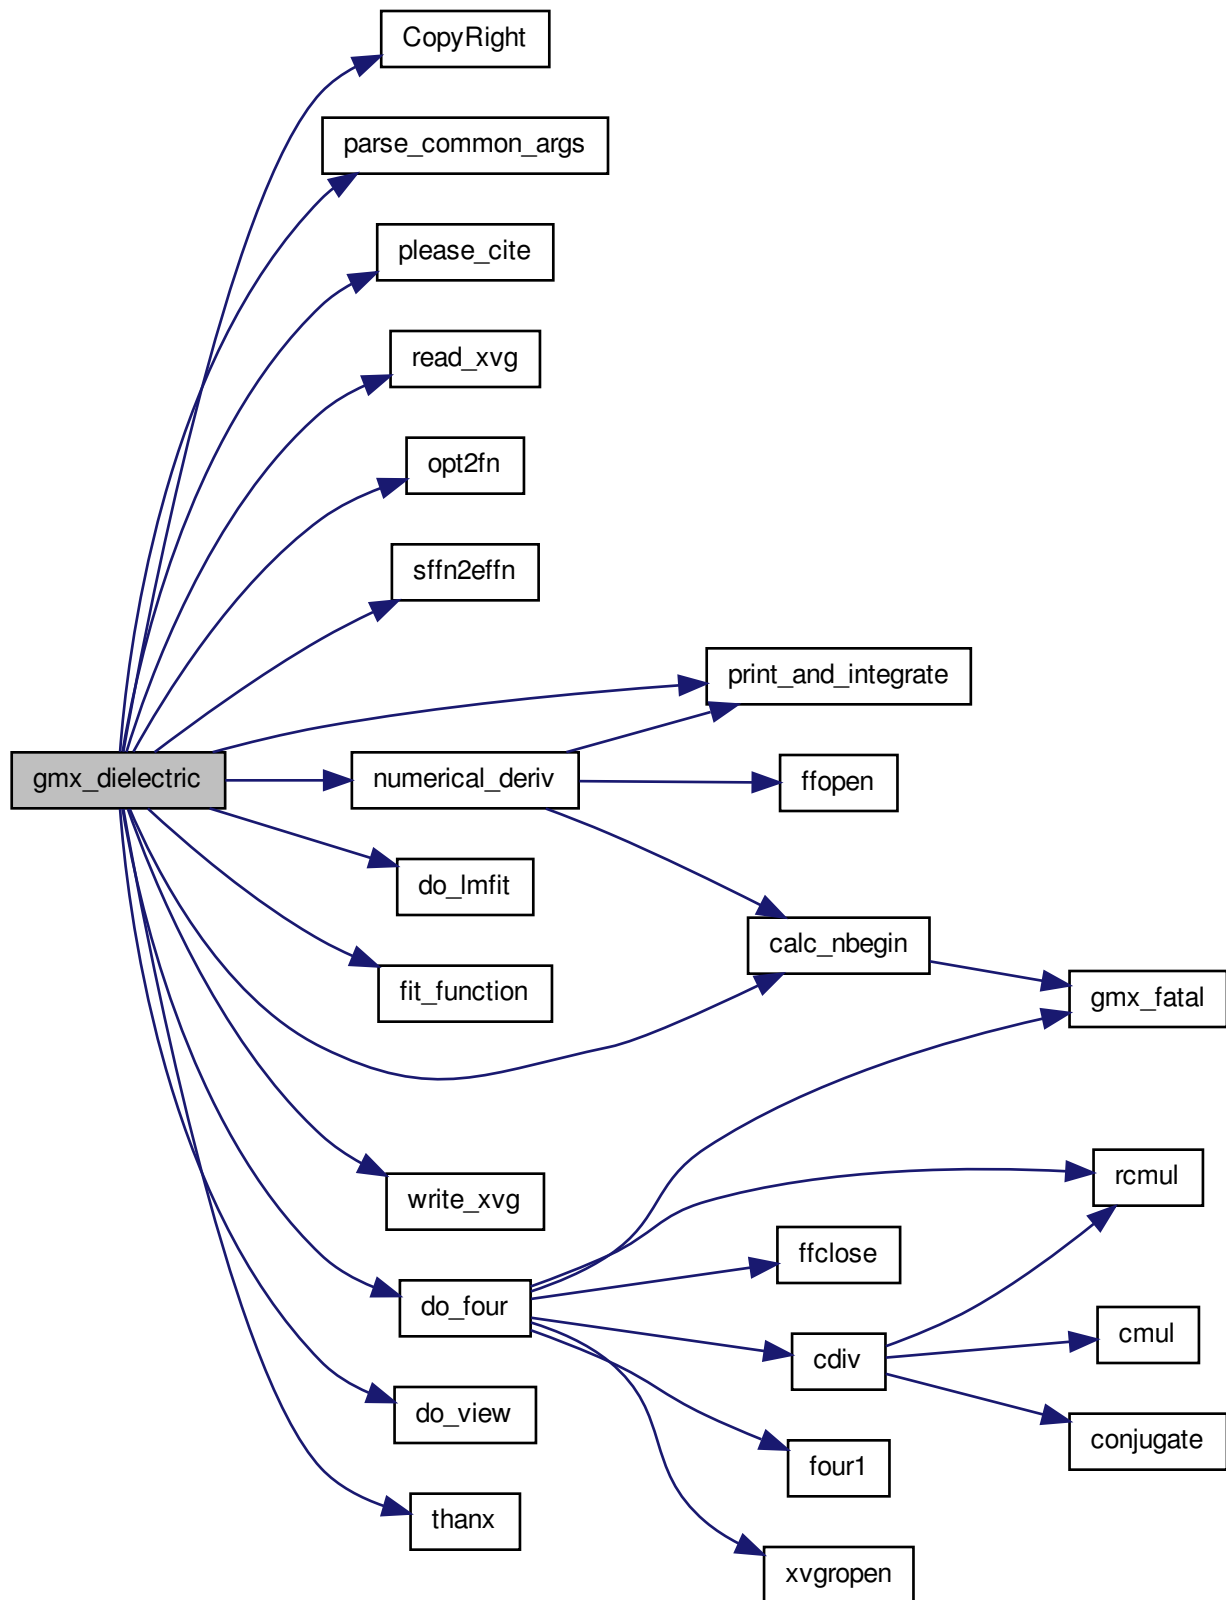 CopyRight
parse_common_args
please_cite
read_xvg
opt2fn
sffn2effn
print_and_integrate
gmx_dielectric
numerical_deriv
ffopen
do_lmfit
calc_nbegin
fit_function
gmx_fatal
rcmul
write_xvg
ffclose
do_four
cmul
cdiv
do_view
conjugate
four1
thanx
xvgropen